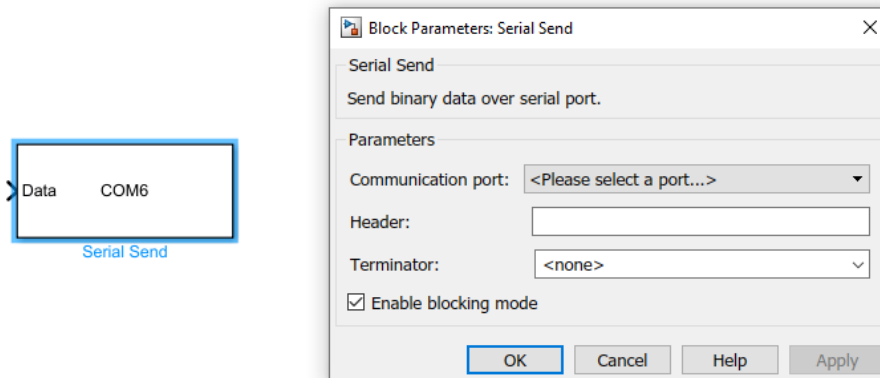 Data COM6
Serial Send
Block Parameters: Serial Send
Serial Send
Send binary data over serial port.
Parameters
Communication port: <Please select a port...>
Header:
Terminator: <none>
Enable blocking mode
OK Cancel Help Apply